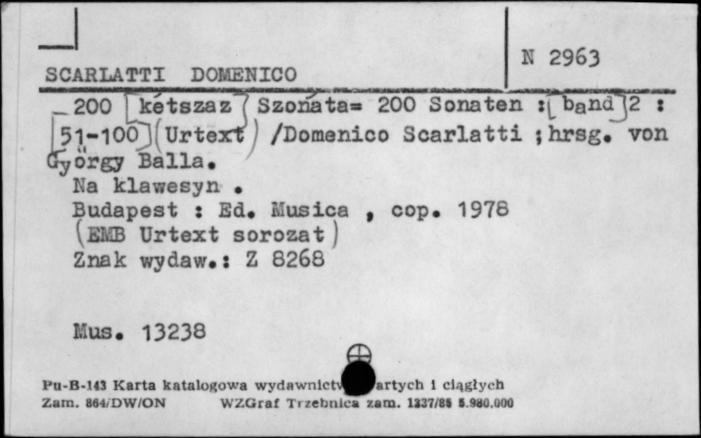 N 2963
SCARLATTI DOMENICO
200 [kétszaz] Szonáta= 200 Sonaten :[band]2 :
[51-100](Urtext) /Domenico Scarlatti ;hrsg. von
György Balla.
Na klawesyn .
Budapest : Ed. Musica , cop. 1978
(EMB Urtext sorozat)
Znak wydaw.: Z 8268
Mus. 13238
Pu-B-143 Karta katalogowa wydawnictw artych i ciągłych
Zam. 864/DW/ON WZGraf Trzebnica zam. 1337/85 5.980.000